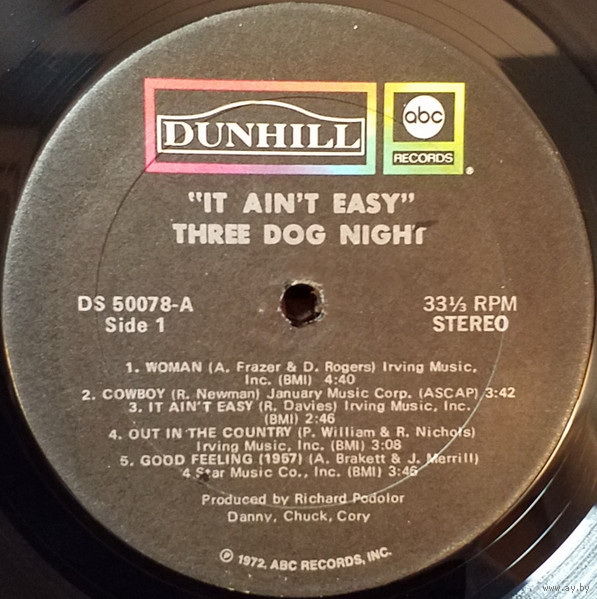 DUNHILL
abc
RECORDS
®
"IT AIN'T EASY"
THREE DOG NIGHT
DS 50078-A
Side 1
33⅓ RPM
STEREO
1. WOMAN (A. Frazer & D. Rogers) Irving Music,
Inc. (BMI) 4:40
2. COWBOY (R. Newman) January Music Corp. (ASCAP) 3:42
3. IT AIN'T EASY (R. Davies) Irving Music, Inc.
(BMI) 2:46
4. OUT IN THE COUNTRY (P. William & R. Nichols)
Irving Music, Inc. (BMI) 3:08
5. GOOD FEELING (1957) (A. Brakett & J. Merrill)
4 Star Music Co., Inc. (BMI) 3:46
Produced by Richard Podolor
Danny, Chuck, Cory
℗ 1972, ABC RECORDS, INC.
www.ay.by